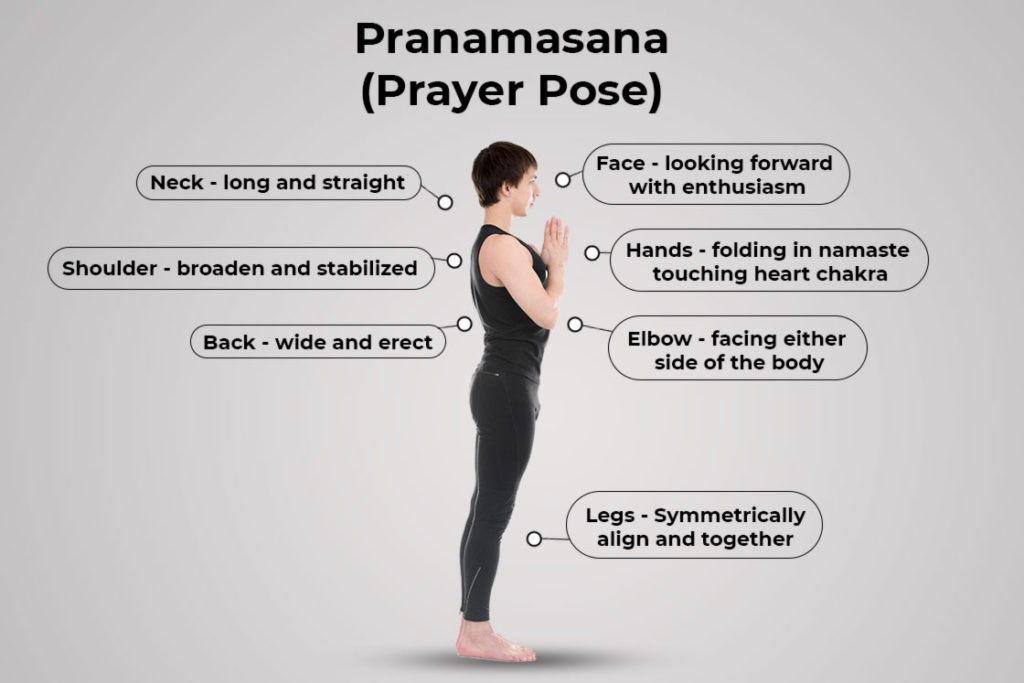 Pranamasana
(Prayer Pose)
Neck - long and straight
Face - looking forward
with enthusiasm
Shoulder - broaden and stabilized
Hands - folding in namaste
touching heart chakra
Back - wide and erect
Elbow - facing either
side of the body
Legs - Symmetrically
align and together